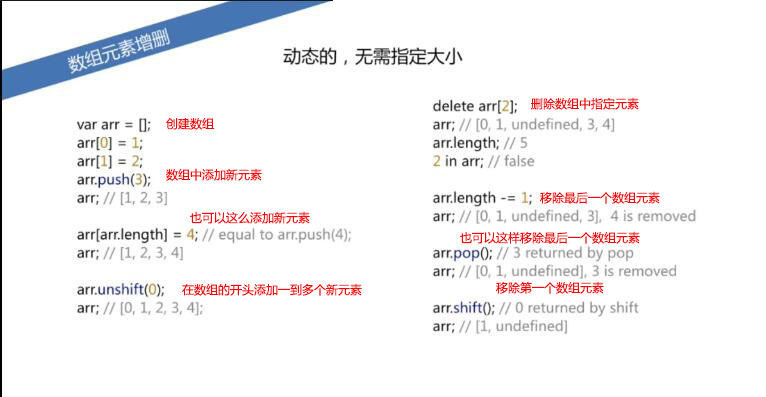 数组元素增删
动态的，无需指定大小
var arr = []; 创建数组
arr[0] = 1;
arr[1] = 2;
arr.push(3); 数组中添加新元素
arr; // [1, 2, 3]
也可以这么添加新元素
arr[arr.length] = 4; // equal to arr.push(4);
arr; // [1, 2, 3, 4]
arr.unshift(0); 在数组的开头添加一到多个新元素
arr; // [0, 1, 2, 3, 4];
delete arr[2]; 删除数组中指定元素
arr; // [0, 1, undefined, 3, 4]
arr.length; // 5
2 in arr; // false
arr.length -= 1; 移除最后一个数组元素
arr; // [0, 1, undefined, 3], 4 is removed
也可以这样移除最后一个数组元素
arr.pop(); // 3 returned by pop
arr; // [0, 1, undefined], 3 is removed
移除第一个数组元素
arr.shift(); // 0 returned by shift
arr; // [1, undefined]